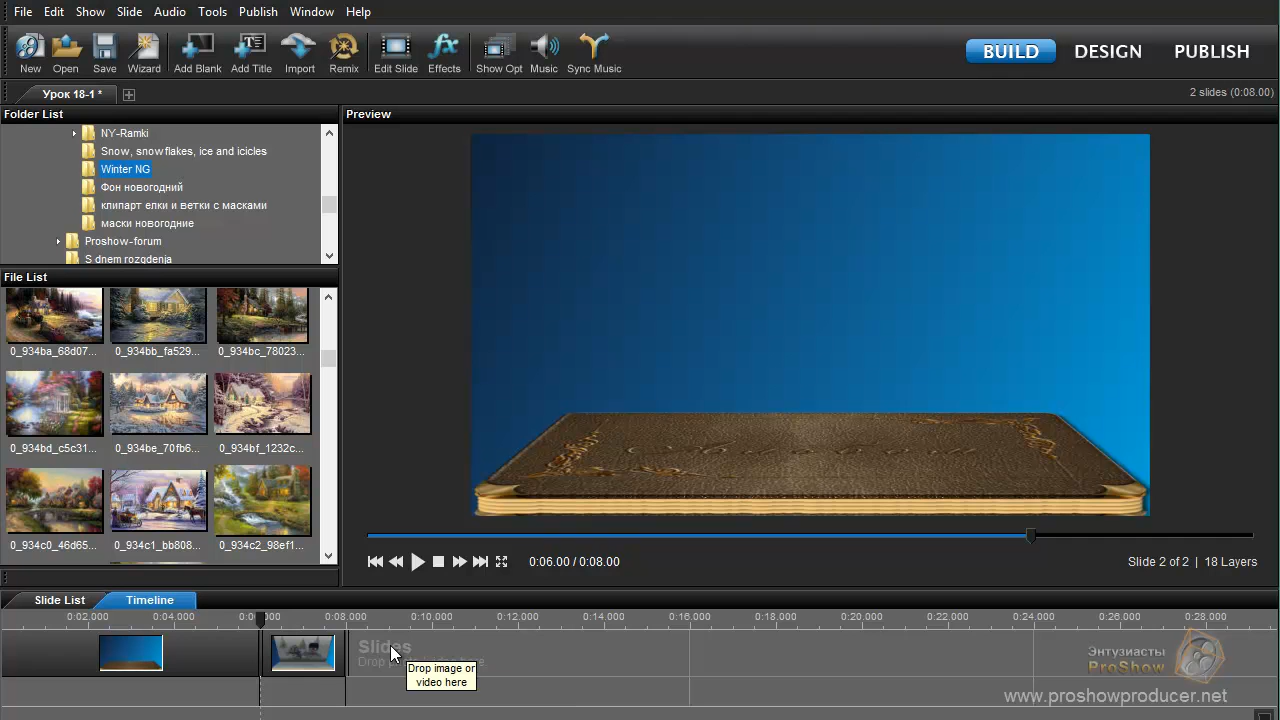 File Edit Show Slide Audio Tools Publish Window Help
New Open Save Wizard Add Blank Add Title Import Remix Edit Slide Effects Show Opt Music Sync Music
BUILD DESIGN PUBLISH
Урок 18-1 *
2 slides (0:08.00)
Folder List
Preview
NY-Ramki
Snow, snowflakes, ice and icicles
Winter NG
Фон новогодний
клипарт елки и ветки с масками
маски новогодние
Proshow-forum
S dnem rozgdenja
File List
0_934ba_68d07... 0_934bb_fa529... 0_934bc_78023...
0_934bd_c5c31... 0_934be_70fb6... 0_934bf_1232c...
0_934c0_46d65... 0_934c1_bb808... 0_934c2_98ef1...
0:06.00 / 0:08.00
Slide 2 of 2 | 18 Layers
Slide List Timeline
0:02.000 0:04.000 0:08.000 0:10.000 0:12.000 0:14.000 0:16.000 0:18.000 0:20.000 0:22.000 0:24.000 0:26.000 0:28.000
Slides
Drop image or
video here
Энтузиасты
ProShow
www.proshowproducer.net